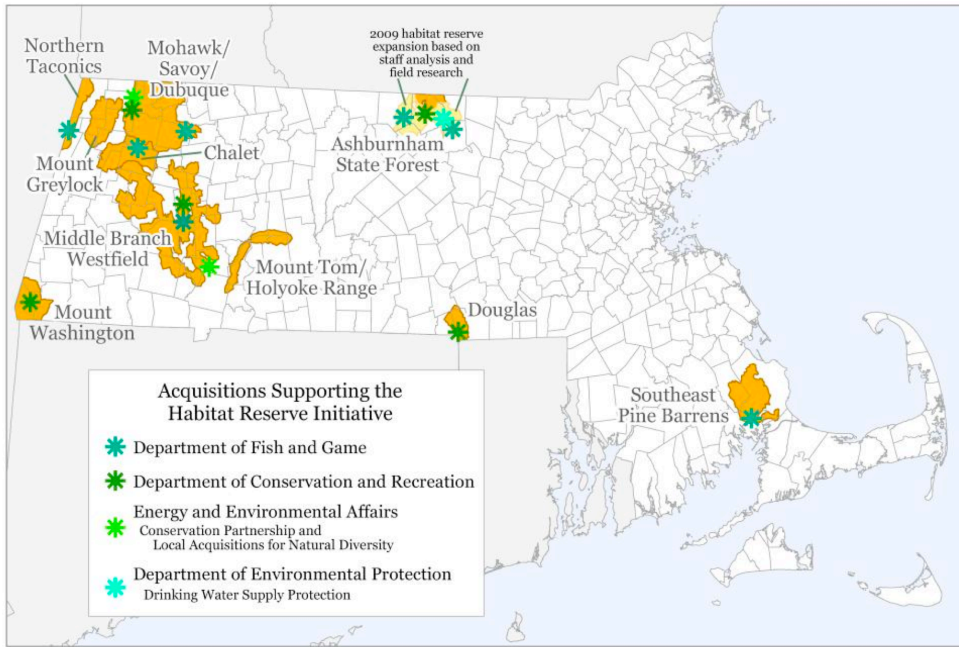 Northern
Taconics
Mohawk/
Savoy/
Dubuque
2009 habitat reserve
expansion based on
staff analysis and
field research
Mount
Greylock
Chalet
Ashburnham
State Forest
Middle Branch
Westfield
Mount Tom/
Holyoke Range
Mount
Washington
Douglas
Southeast
Pine Barrens
Acquisitions Supporting the
Habitat Reserve Initiative
Department of Fish and Game
Department of Conservation and Recreation
Energy and Environmental Affairs
Conservation Partnership and
Local Acquisitions for Natural Diversity
Department of Environmental Protection
Drinking Water Supply Protection